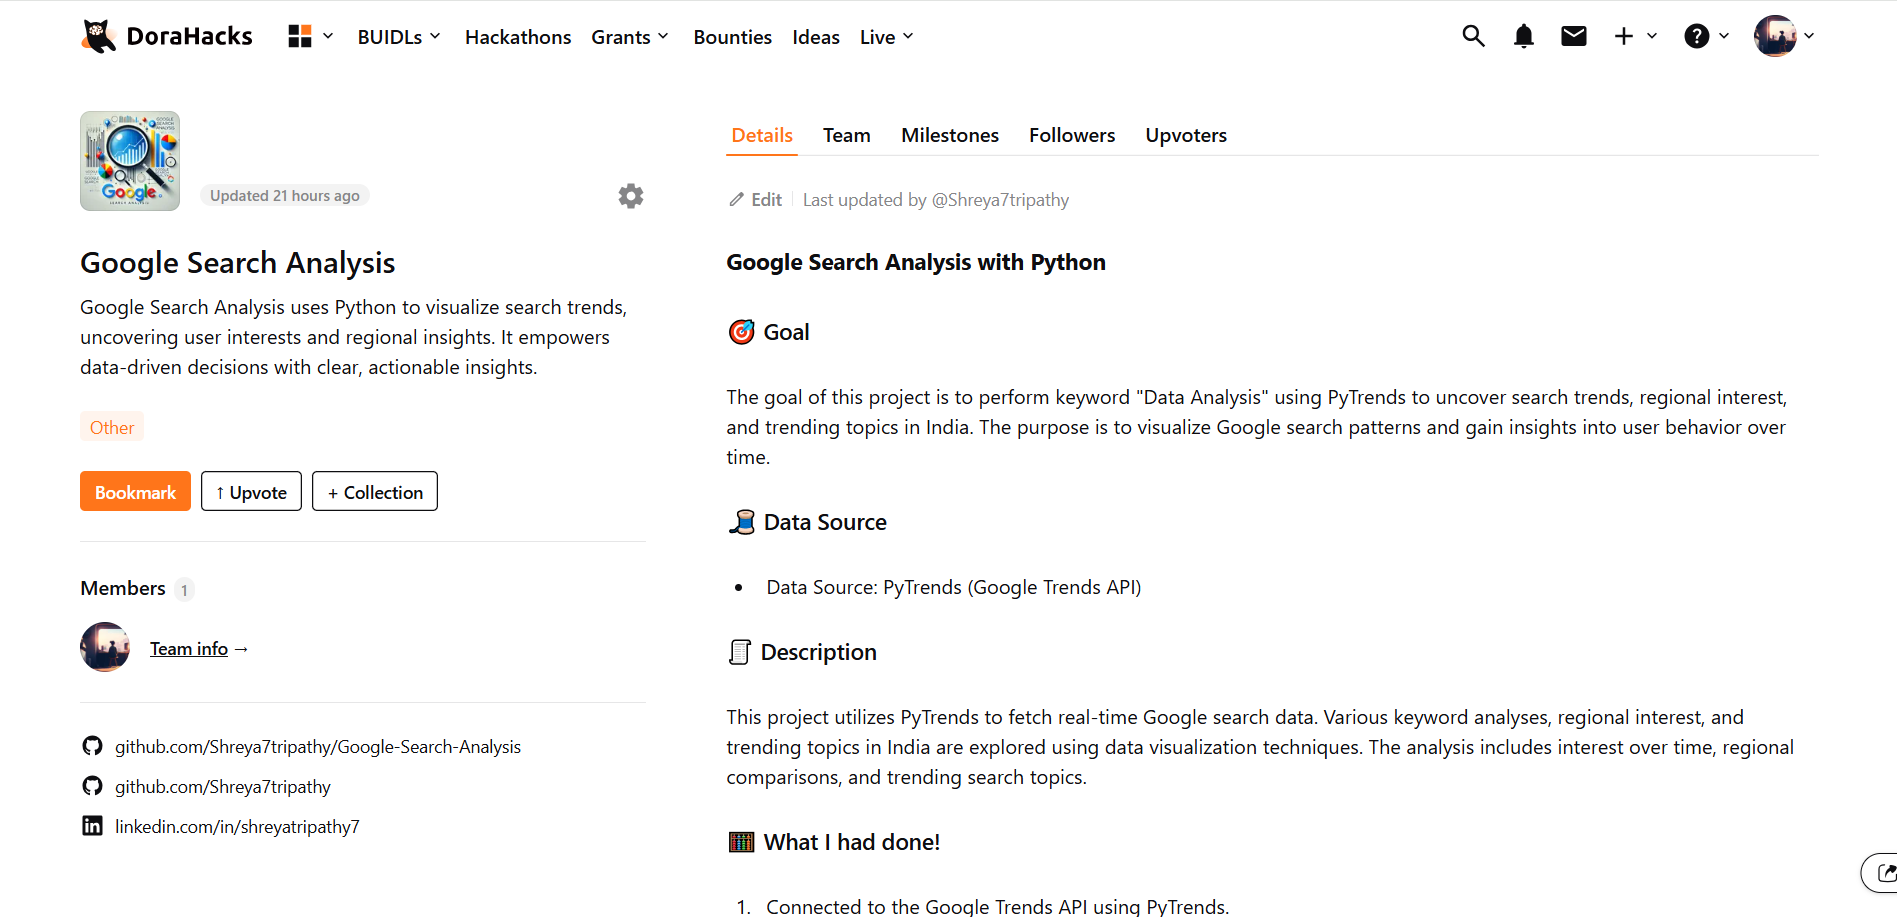 DoraHacks
BUIDLs
Hackathons
Grants
Bounties
Ideas
Live
Google
Updated 21 hours ago
Google Search Analysis
Google Search Analysis uses Python to visualize search trends,
uncovering user interests and regional insights. It empowers
data-driven decisions with clear, actionable insights.
Other
Bookmark
↑ Upvote
+ Collection
Members 1
Team info →
github.com/Shreya7tripathy/Google-Search-Analysis
github.com/Shreya7tripathy
linkedin.com/in/shreyatripathy7
Details
Team
Milestones
Followers
Upvoters
Edit
Last updated by @Shreya7tripathy
Google Search Analysis with Python
🎯 Goal
The goal of this project is to perform keyword "Data Analysis" using PyTrends to uncover search trends, regional interest,
and trending topics in India. The purpose is to visualize Google search patterns and gain insights into user behavior over
time.
🧵 Data Source
• Data Source: PyTrends (Google Trends API)
🧾 Description
This project utilizes PyTrends to fetch real-time Google search data. Various keyword analyses, regional interest, and
trending topics in India are explored using data visualization techniques. The analysis includes interest over time, regional
comparisons, and trending search topics.
🧮 What I had done!
1. Connected to the Google Trends API using PyTrends.